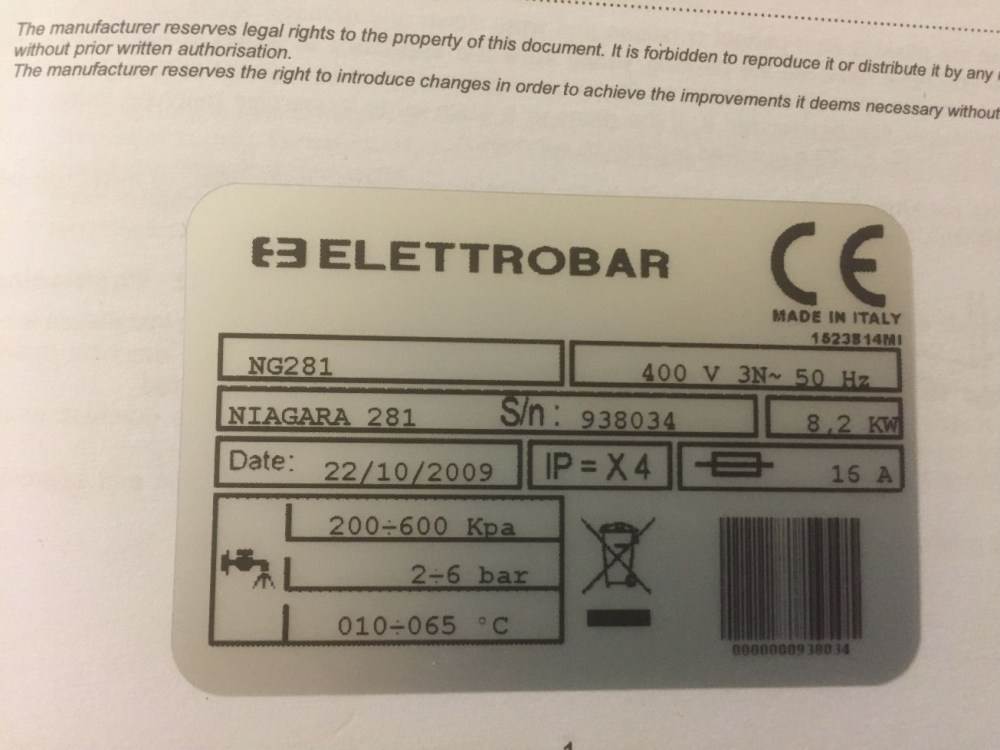 The manufacturer reserves legal rights to the property of this document. It is forbidden to reproduce it or distribute it by any
without prior written authorisation.
The manufacturer reserves the right to introduce changes in order to achieve the improvements it deems necessary without
ELETTROBAR
CE
MADE IN ITALY
NG281
400 V 3N~ 50 Hz
NIAGARA 281 S/n: 938034 8,2 KW
Date: 22/10/2009 IP = X4 16 A
200÷600 Kpa
2÷6 bar
010÷065 °C
0000000938034